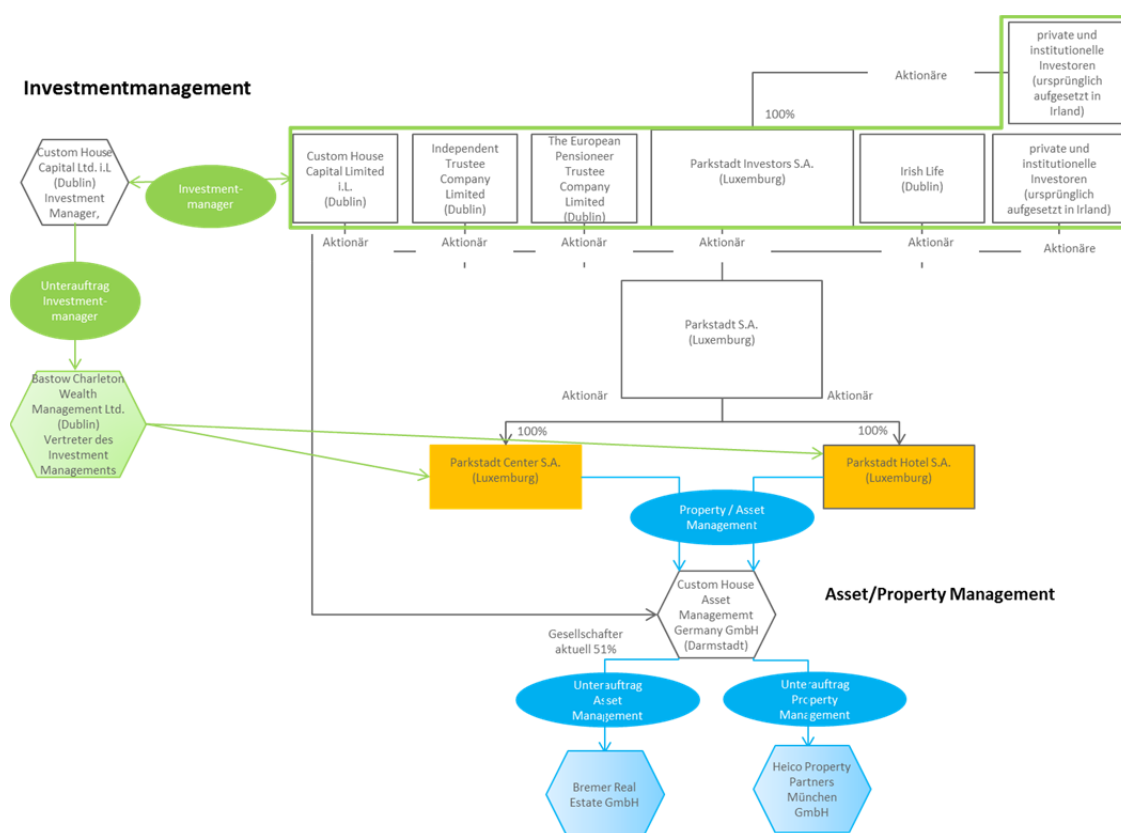 private und
institutionelle
Investoren
(ursprünglich
aufgesetzt in
Irland)
Aktionäre
100%
Investmentmanagement
Custom House
Capital Ltd. i.L
(Dublin)
Investment
Manager,
Investment-
manager
Custom House
Capital Limited
i.L.
(Dublin)
Independent
Trustee
Company
Limited
(Dublin)
The European
Pensioneer
Trustee
Company
Limited
(Dublin)
Parkstadt Investors S.A.
(Luxemburg)
Irish Life
(Dublin)
private und
institutionelle
Investoren
(ursprünglich
aufgesetzt in Irland)
Aktionär
Aktionär
Aktionär
Aktionär
Aktionär
Aktionäre
Unterauftrag
Investment-
manager
Parkstadt S.A.
(Luxemburg)
Bastow Charleton
Wealth
Management Ltd.
(Dublin)
Vertreter des
Investment
Managements
Aktionär
Aktionär
100%
100%
Parkstadt Center S.A.
(Luxemburg)
Parkstadt Hotel S.A.
(Luxemburg)
Property / Asset
Management
Custom House
Asset
Managememt
Germany GmbH
(Darmstadt)
Asset/Property Management
Gesellschafter
aktuell 51%
Unterauftrag
Asset
Management
Unterauftrag
Property
Management
Bremer Real
Estate GmbH
Heico Property
Partners
München
GmbH